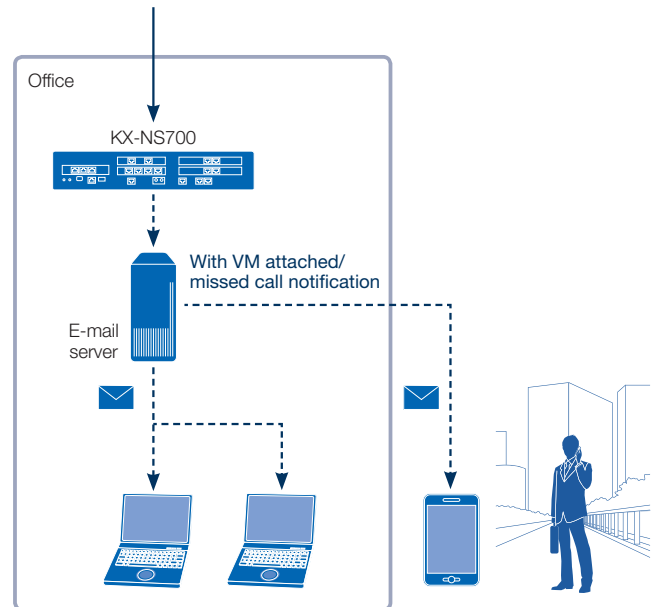 Office
KX-NS700
With VM attached/
missed call notification
E-mail
server